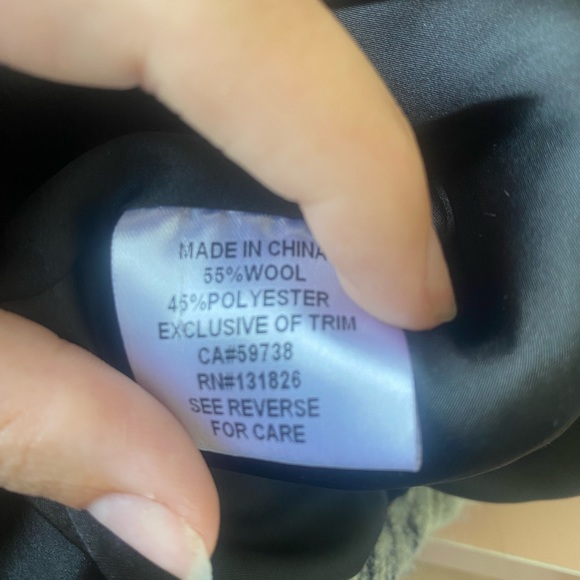 MADE IN CHINA
55%WOOL
45%POLYESTER
EXCLUSIVE OF TRIM
CA#59738
RN#131826
SEE REVERSE
FOR CARE